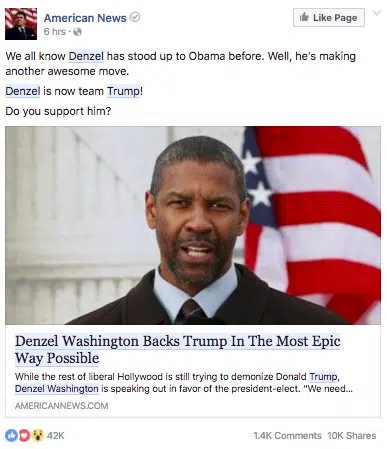 American News
Like Page
6 hrs ·
We all know Denzel has stood up to Obama before. Well, he's making
another awesome move.
Denzel is now team Trump!
Do you support him?
Denzel Washington Backs Trump In The Most Epic
Way Possible
While the rest of liberal Hollywood is still trying to demonize Donald Trump,
Denzel Washington is speaking out in favor of the president-elect. "We need...
AMERICANNEWS.COM
42K
1.4K Comments 10K Shares